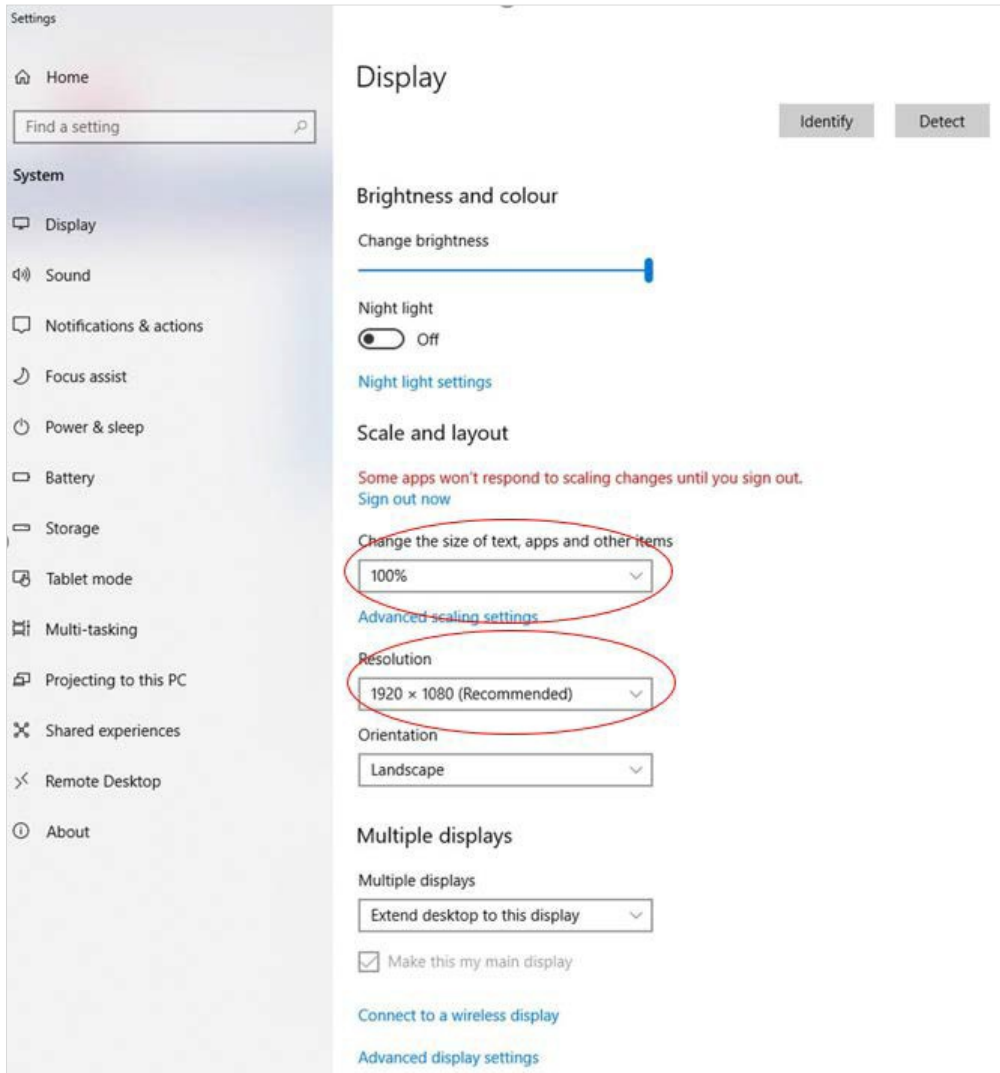 Settings
Home
Find a setting
System
Display
Sound
Notifications & actions
Focus assist
Power & sleep
Battery
Storage
Tablet mode
Multi-tasking
Projecting to this PC
Shared experiences
Remote Desktop
About
Display
Identify
Detect
Brightness and colour
Change brightness
Night light
Off
Night light settings
Scale and layout
Some apps won't respond to scaling changes until you sign out.
Sign out now
Change the size of text, apps and other items
100%
Advanced scaling settings
Resolution
1920 × 1080 (Recommended)
Orientation
Landscape
Multiple displays
Multiple displays
Extend desktop to this display
Make this my main display
Connect to a wireless display
Advanced display settings